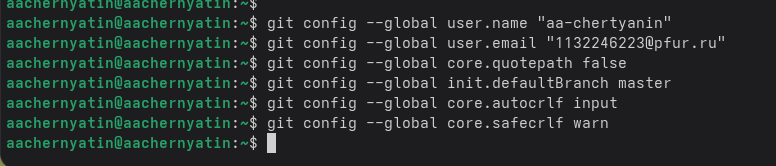 aachernyatin@aachernyatin:~$
aachernyatin@aachernyatin:~$ git config --global user.name "aa-chertyanin"
aachernyatin@aachernyatin:~$ git config --global user.email "1132246223@pfur.ru"
aachernyatin@aachernyatin:~$ git config --global core.quotepath false
aachernyatin@aachernyatin:~$ git config --global init.defaultBranch master
aachernyatin@aachernyatin:~$ git config --global core.autocrlf input
aachernyatin@aachernyatin:~$ git config --global core.safecrlf warn
aachernyatin@aachernyatin:~$